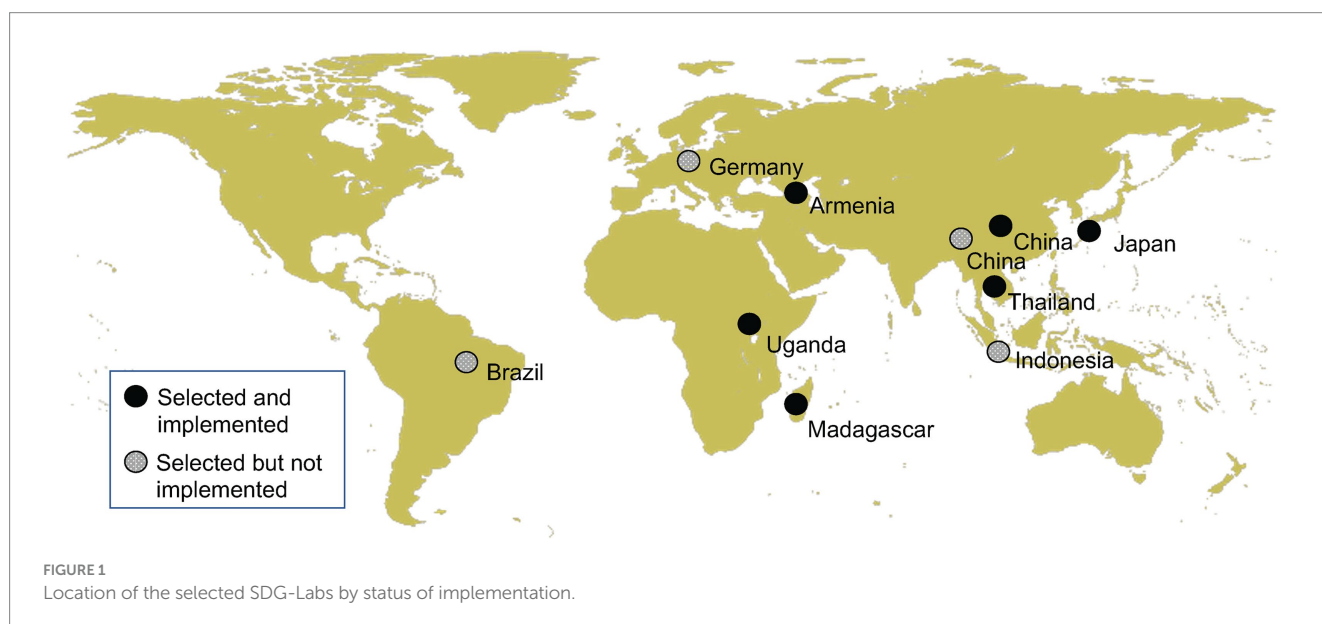 Germany
Armenia
China
Japan
China
Thailand
Uganda
Indonesia
Brazil
Madagascar
Selected and
implemented
Selected but not
implemented
FIGURE 1
Location of the selected SDG-Labs by status of implementation.